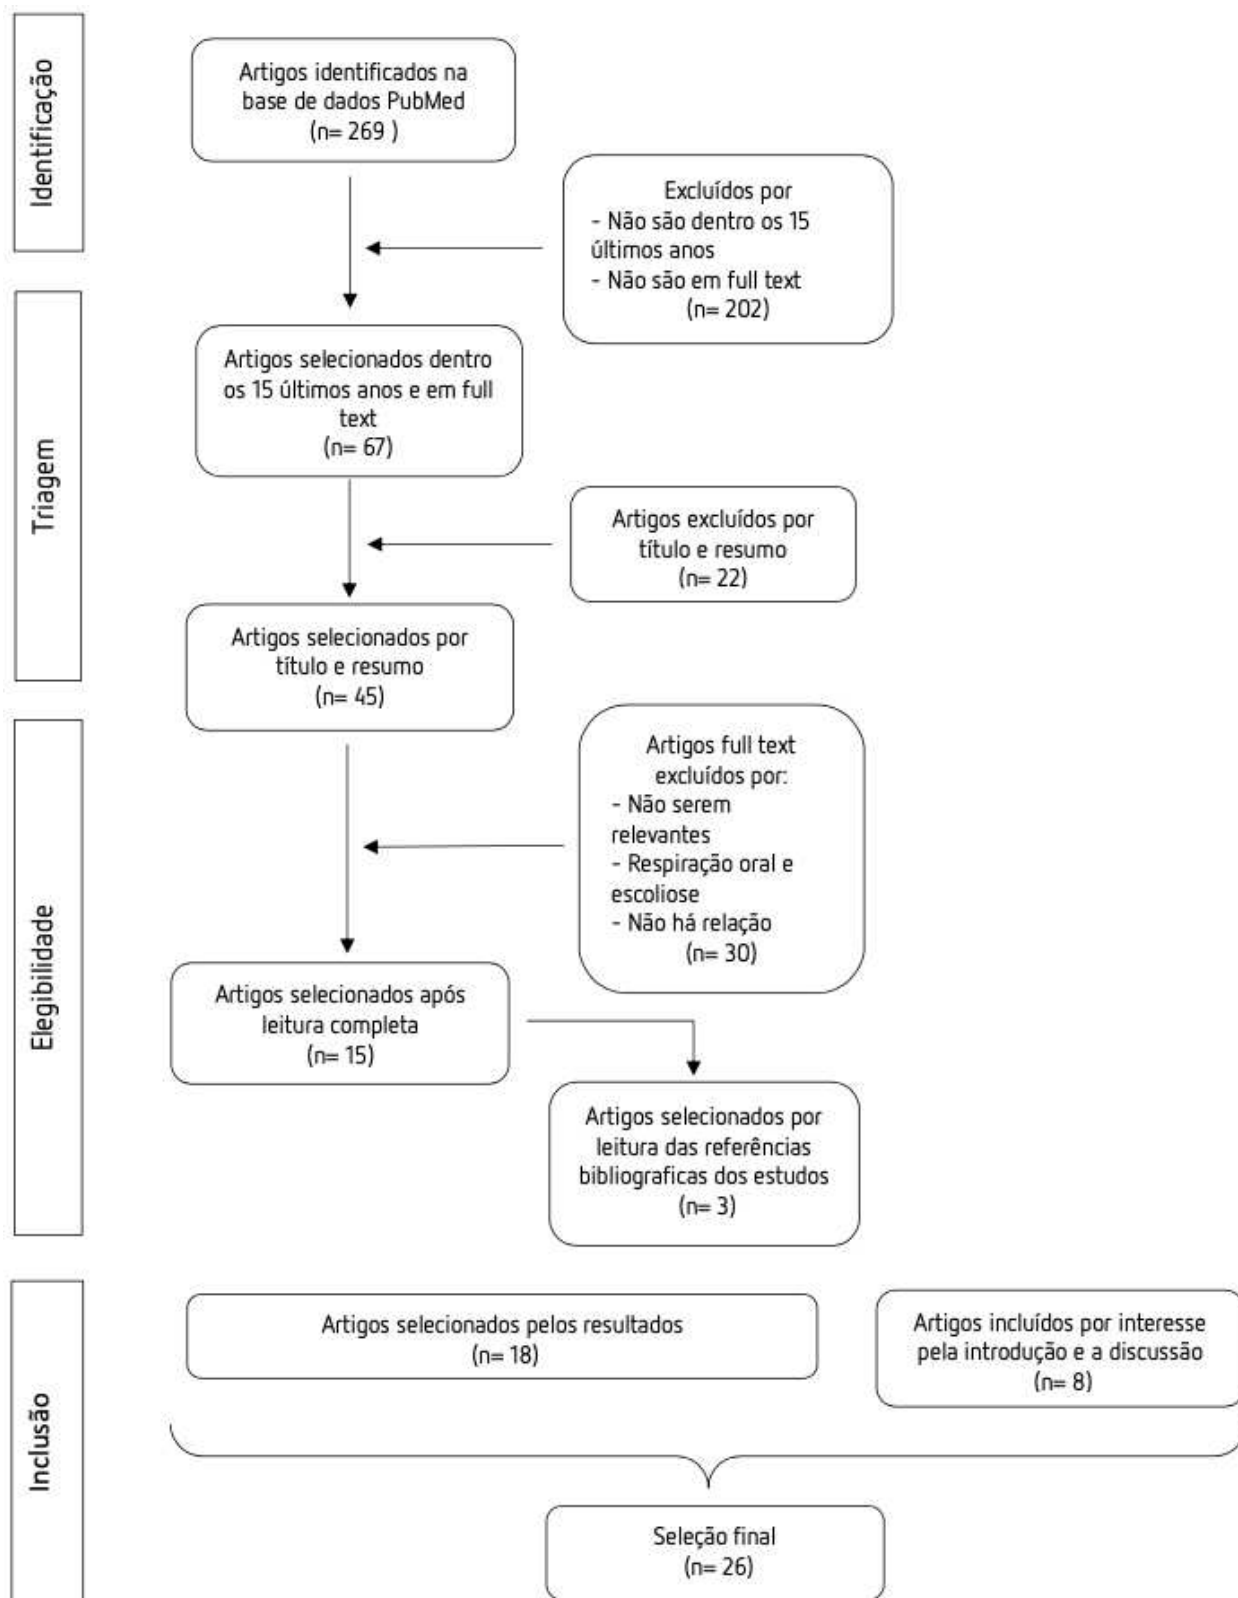 Identificação
Artigos identificados na
base de dados PubMed
(n= 269 )
Excluídos por
- Não são dentro os 15
últimos anos
- Não são em full text
(n= 202)
Triagem
Artigos selecionados dentro
os 15 últimos anos e em full
text
(n= 67)
Artigos excluídos por
título e resumo
(n= 22)
Artigos selecionados por
título e resumo
(n= 45)
Elegibilidade
Artigos full text
excluídos por:
- Não serem
relevantes
- Respiração oral e
escoliose
- Não há relação
(n= 30)
Artigos selecionados após
leitura completa
(n= 15)
Artigos selecionados por
leitura das referências
bibliograficas dos estudos
(n= 3)
Inclusão
Artigos selecionados pelos resultados
(n= 18)
Artigos incluídos por interesse
pela introdução e a discussão
(n= 8)
Seleção final
(n= 26)